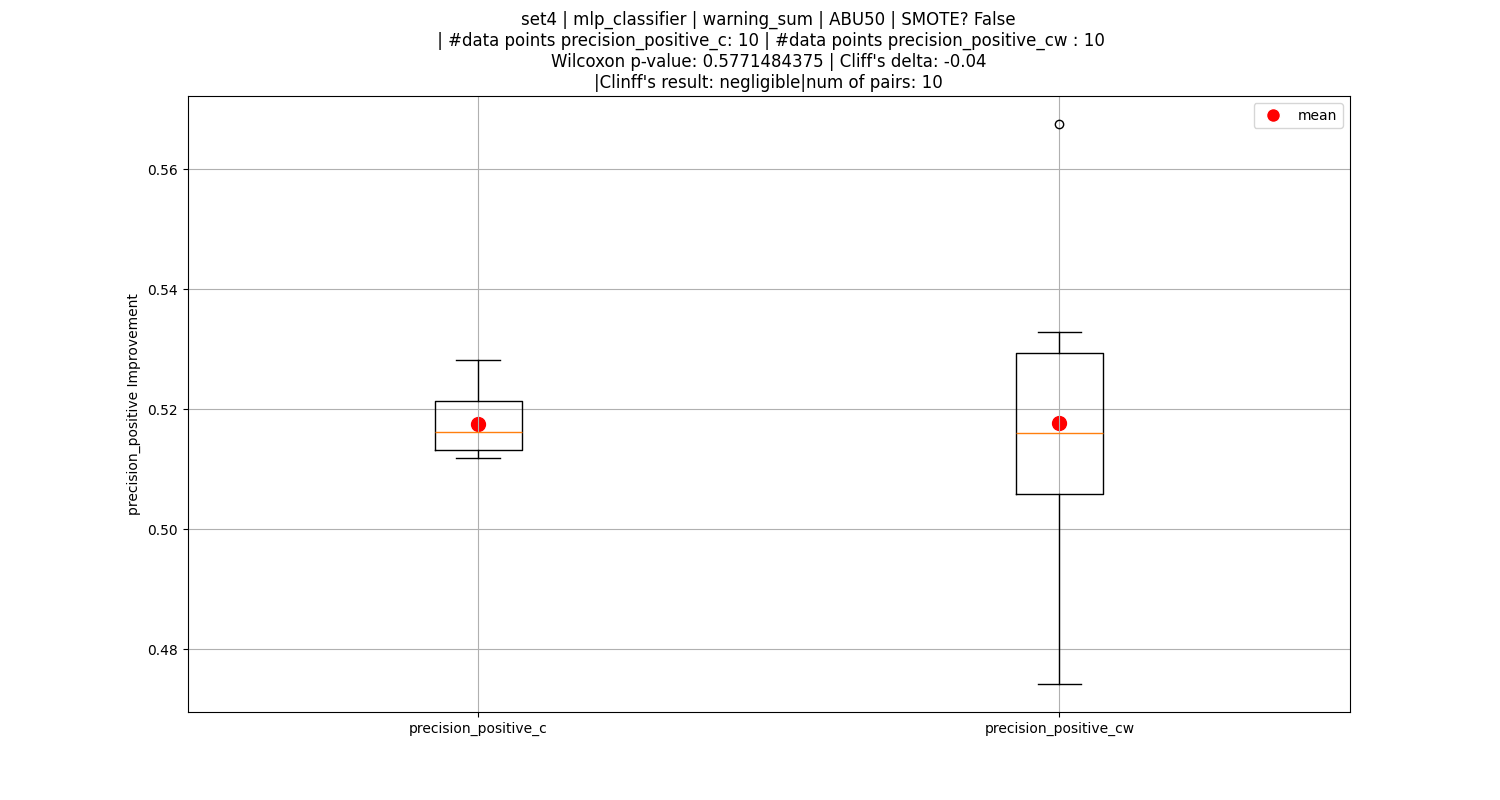 set4 | mlp_classifier | warning_sum | ABU50 | SMOTE? False
| #data points precision_positive_c: 10 | #data points precision_positive_cw : 10
Wilcoxon p-value: 0.5771484375 | Cliff's delta: -0.04
|Clinff's result: negligible|num of pairs: 10
mean
0.56
0.54
0.52
0.50
0.48
precision_positive Improvement
precision_positive_c
precision_positive_cw